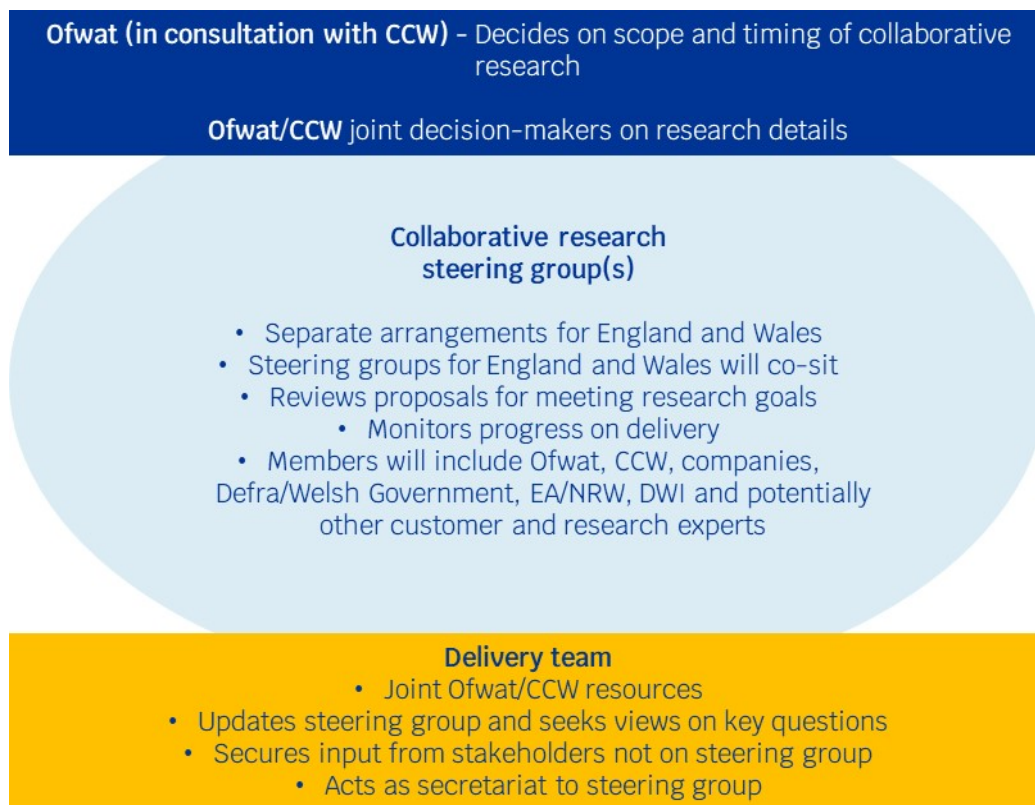 Ofwat (in consultation with CCW) - Decides on scope and timing of collaborative
research
Ofwat/CCW joint decision-makers on research details
Collaborative research
steering group(s)
• Separate arrangements for England and Wales
• Steering groups for England and Wales will co-sit
• Reviews proposals for meeting research goals
• Monitors progress on delivery
• Members will include Ofwat, CCW, companies,
Defra/Welsh Government, EA/NRW, DWI and potentially
other customer and research experts
Delivery team
• Joint Ofwat/CCW resources
• Updates steering group and seeks views on key questions
• Secures input from stakeholders not on steering group
• Acts as secretariat to steering group